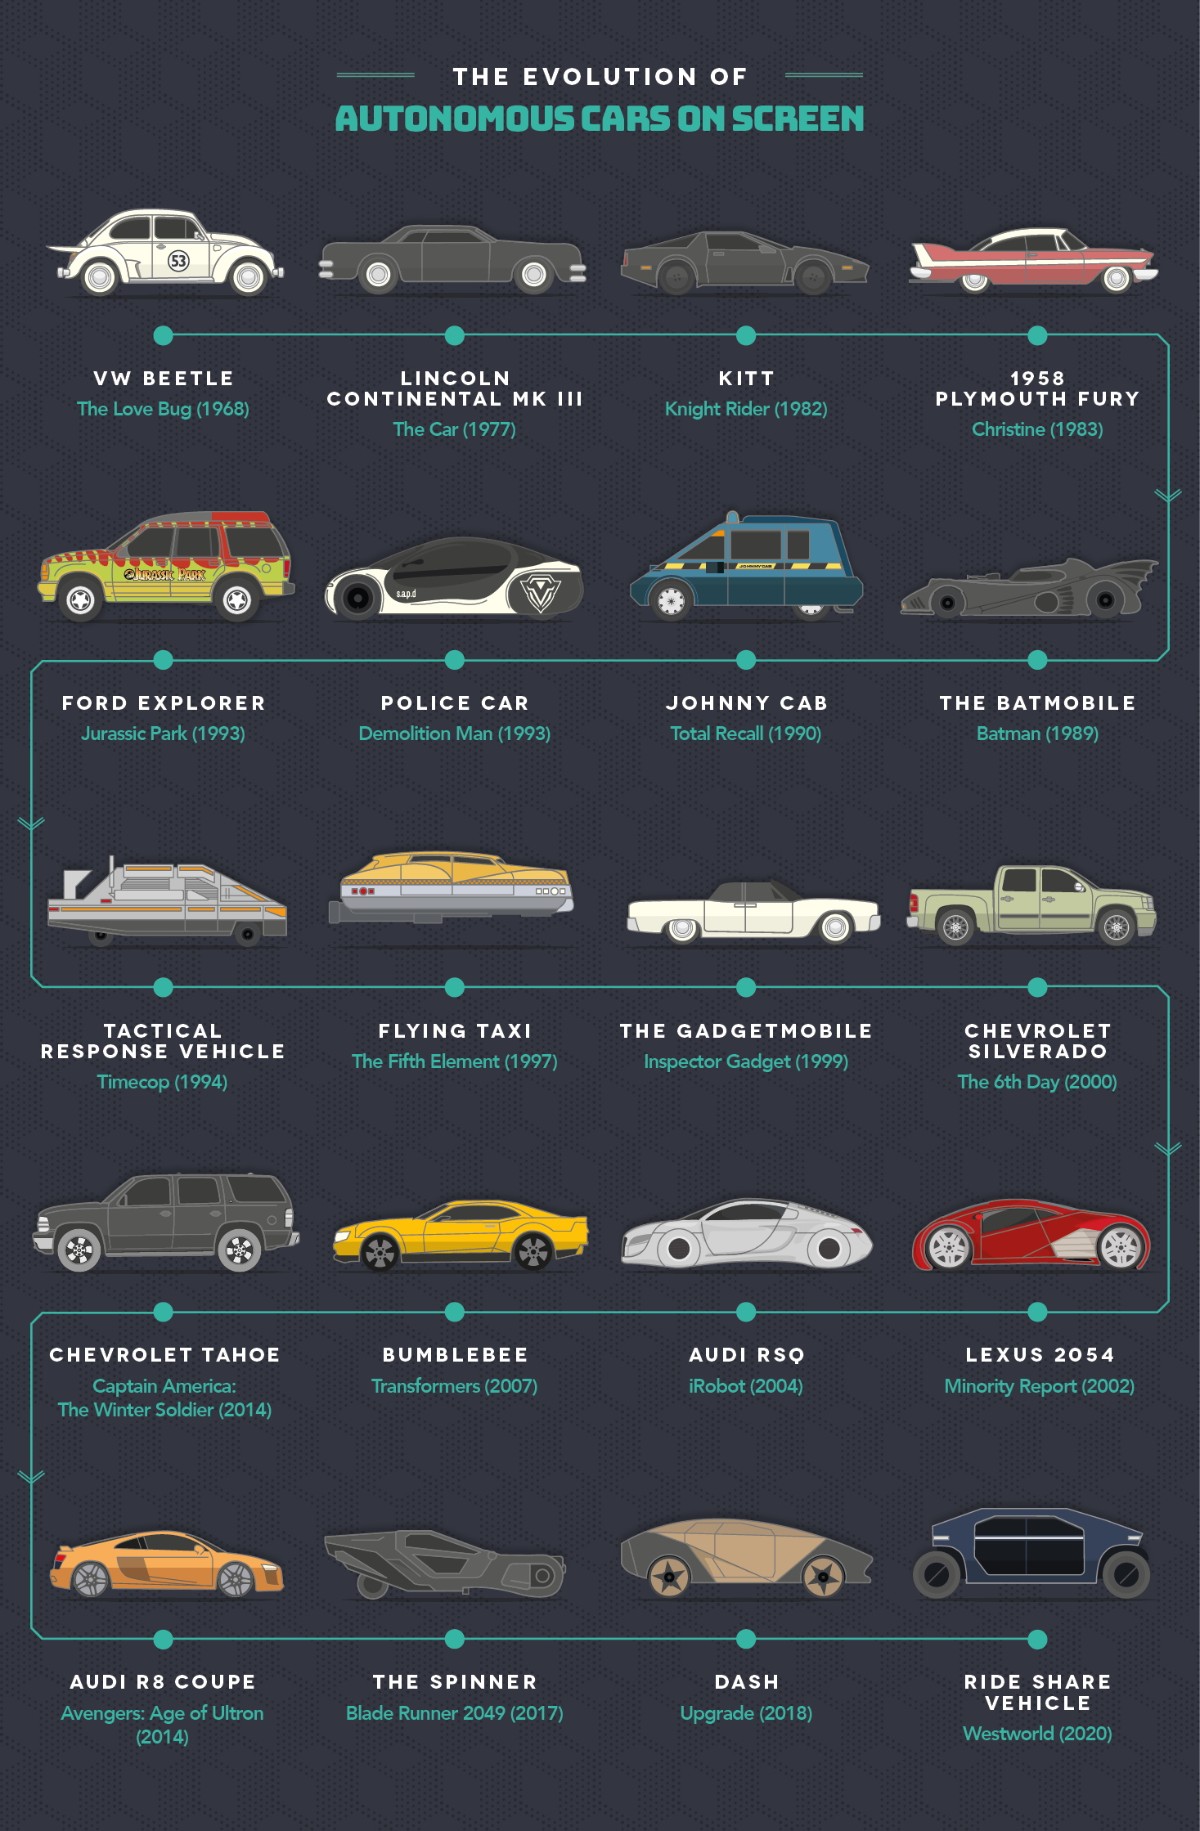 THE EVOLUTION OF
AUTONOMOUS CARS ON SCREEN
53
VW BEETLE
The Love Bug (1968)
LINCOLN
CONTINENTAL MK III
The Car (1977)
KITT
Knight Rider (1982)
1958
PLYMOUTH FURY
Christine (1983)
JURASSIC PARK
s.a.p.d
JOHNNYCAB
FORD EXPLORER
Jurassic Park (1993)
POLICE CAR
Demolition Man (1993)
JOHNNY CAB
Total Recall (1990)
THE BATMOBILE
Batman (1989)
TACTICAL
RESPONSE VEHICLE
Timecop (1994)
FLYING TAXI
The Fifth Element (1997)
THE GADGETMOBILE
Inspector Gadget (1999)
CHEVROLET
SILVERADO
The 6th Day (2000)
CHEVROLET TAHOE
Captain America:
The Winter Soldier (2014)
BUMBLEBEE
Transformers (2007)
AUDI RSQ
iRobot (2004)
LEXUS 2054
Minority Report (2002)
AUDI R8 COUPE
Avengers: Age of Ultron
(2014)
THE SPINNER
Blade Runner 2049 (2017)
DASH
Upgrade (2018)
RIDE SHARE
VEHICLE
Westworld (2020)